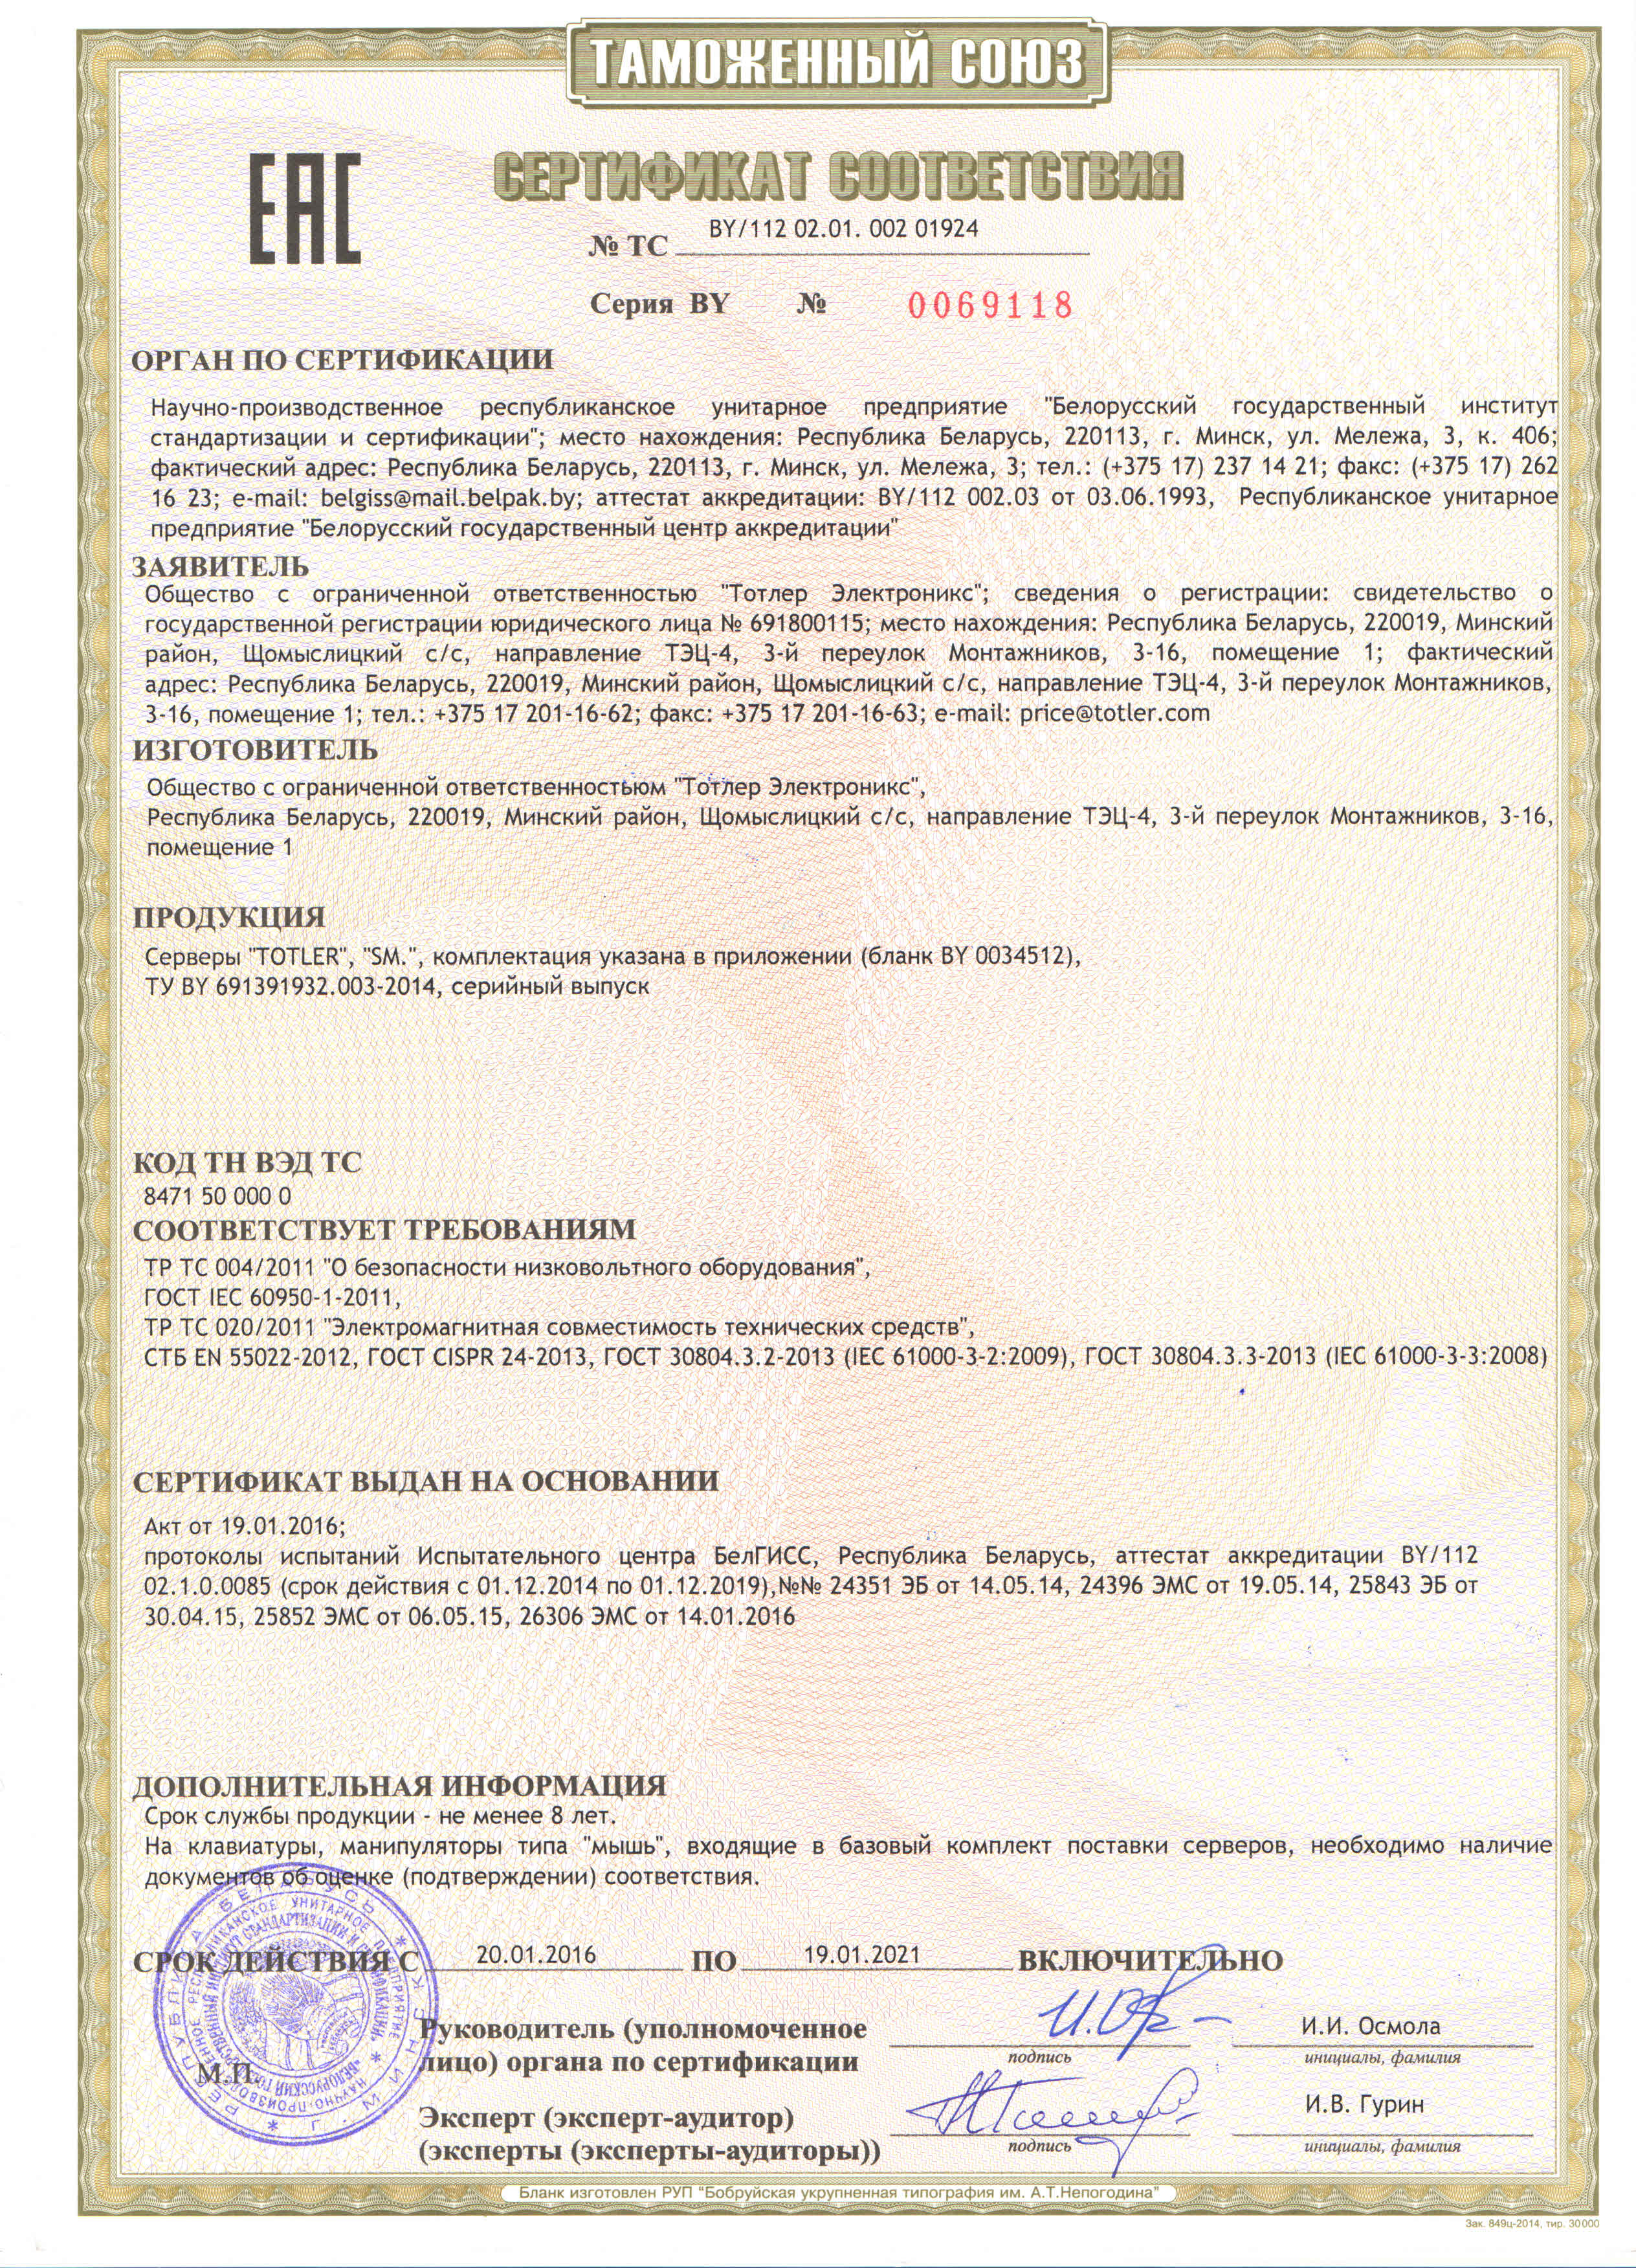 ТАМОЖЕННЫЙ СОЮЗ
ЕАС
СЕРТИФИКАТ СООТВЕТСТВИЯ
№ ТС BY/112 02.01. 002 01924
Серия BY № 0069118
ОРГАН ПО СЕРТИФИКАЦИИ
Научно-производственное республиканское унитарное предприятие "Белорусский государственный институт
стандартизации и сертификации"; место нахождения: Республика Беларусь, 220113, г. Минск, ул. Мележа, 3, к. 406;
фактический адрес: Республика Беларусь, 220113, г. Минск, ул. Мележа, 3; тел.: (+375 17) 237 14 21; факс: (+375 17) 262
16 23; e-mail: belgiss@mail.belpak.by; аттестат аккредитации: BY/112 002.03 от 03.06.1993, Республиканское унитарное
предприятие "Белорусский государственный центр аккредитации"
ЗАЯВИТЕЛЬ
Общество с ограниченной ответственностью "Тотлер Электроникс"; сведения о регистрации: свидетельство о
государственной регистрации юридического лица № 691800115; место нахождения: Республика Беларусь, 220019, Минский
район, Щомыслицкий с/с, направление ТЭЦ-4, 3-й переулок Монтажников, 3-16, помещение 1; фактический
адрес: Республика Беларусь, 220019, Минский район, Щомыслицкий с/с, направление ТЭЦ-4, 3-й переулок Монтажников,
3-16, помещение 1; тел.: +375 17 201-16-62; факс: +375 17 201-16-63; e-mail: price@totler.com
ИЗГОТОВИТЕЛЬ
Общество с ограниченной ответственностьюм "Тотлер Электроникс",
Республика Беларусь, 220019, Минский район, Щомыслицкий с/с, направление ТЭЦ-4, 3-й переулок Монтажников, 3-16,
помещение 1
ПРОДУКЦИЯ
Серверы "TOTLER", "SM.", комплектация указана в приложении (бланк BY 0034512),
ТУ BY 691391932.003-2014, серийный выпуск
КОД ТН ВЭД ТС
8471 50 000 0
СООТВЕТСТВУЕТ ТРЕБОВАНИЯМ
ТР ТС 004/2011 "О безопасности низковольтного оборудования",
ГОСТ IEC 60950-1-2011,
ТР ТС 020/2011 "Электромагнитная совместимость технических средств",
СТБ EN 55022-2012, ГОСТ CISPR 24-2013, ГОСТ 30804.3.2-2013 (IEC 61000-3-2:2009), ГОСТ 30804.3.3-2013 (IEC 61000-3-3:2008)
СЕРТИФИКАТ ВЫДАН НА ОСНОВАНИИ
Акт от 19.01.2016;
протоколы испытаний Испытательного центра БелГИСС, Республика Беларусь, аттестат аккредитации BY/112
02.1.0.0085 (срок действия с 01.12.2014 по 01.12.2019),№№ 24351 ЭБ от 14.05.14, 24396 ЭМС от 19.05.14, 25843 ЭБ от
30.04.15, 25852 ЭМС от 06.05.15, 26306 ЭМС от 14.01.2016
ДОПОЛНИТЕЛЬНАЯ ИНФОРМАЦИЯ
Срок службы продукции - не менее 8 лет.
На клавиатуры, манипуляторы типа "мышь", входящие в базовый комплект поставки серверов, необходимо наличие
документов об оценке (подтверждении) соответствия.
СРОК ДЕЙСТВИЯ С 20.01.2016 ПО 19.01.2021 ВКЛЮЧИТЕЛЬНО
РЕСПУБЛИКА БЕЛАРУСЬ * Г. МИНСК *
НАУЧНО-ПРОИЗВОДСТВЕННОЕ РЕСПУБЛИКАНСКОЕ УНИТАРНОЕ ПРЕДПРИЯТИЕ *
"БЕЛОРУССКИЙ ГОСУДАРСТВЕННЫЙ ИНСТИТУТ СТАНДАРТИЗАЦИИ И СЕРТИФИКАЦИИ"
М.П.
Руководитель (уполномоченное
лицо) органа по сертификации
подпись
И.И. Осмола
инициалы, фамилия
Эксперт (эксперт-аудитор)
(эксперты (эксперты-аудиторы))
подпись
И.В. Гурин
инициалы, фамилия
Бланк изготовлен РУП "Бобруйская укрупненная типография им. А.Т.Непогодина"
Зак. 849ц-2014, тир. 30000